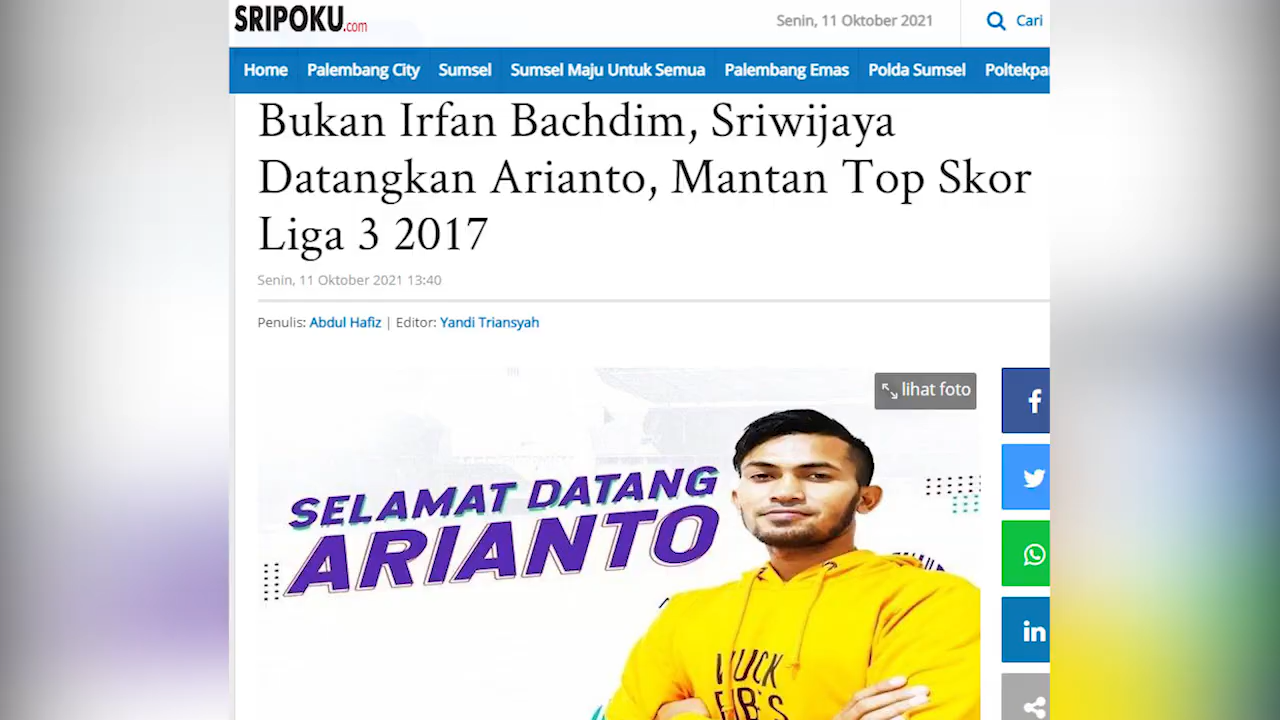 SRIPOKU.com
Senin, 11 Oktober 2021
Cari
Home Palembang City Sumsel Sumsel Maju Untuk Semua Palembang Emas Polda Sumsel Poltekpa
Bukan Irfan Bachdim, Sriwijaya
Datangkan Arianto, Mantan Top Skor
Liga 3 2017
Senin, 11 Oktober 2021 13:40
Penulis: Abdul Hafiz | Editor: Yandi Triansyah
lihat foto
SELAMAT DATANG
ARIANTO